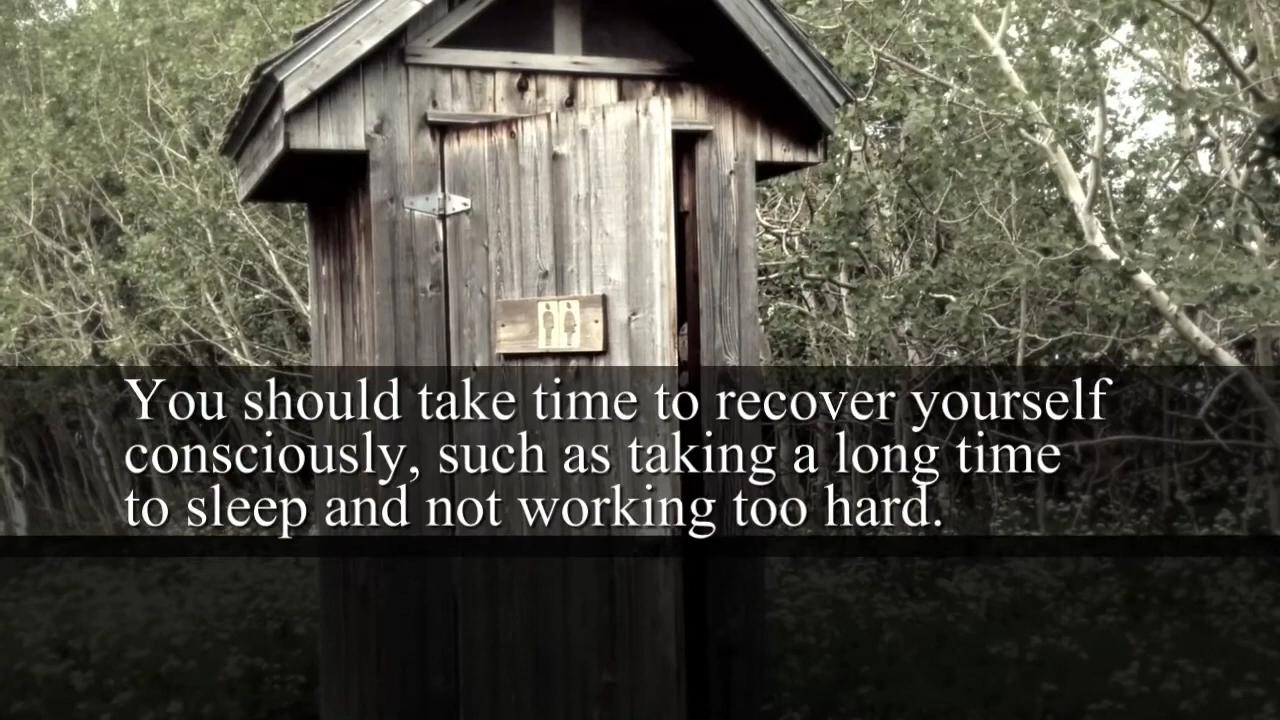 You should take time to recover yourself
consciously, such as taking a long time
to sleep and not working too hard.